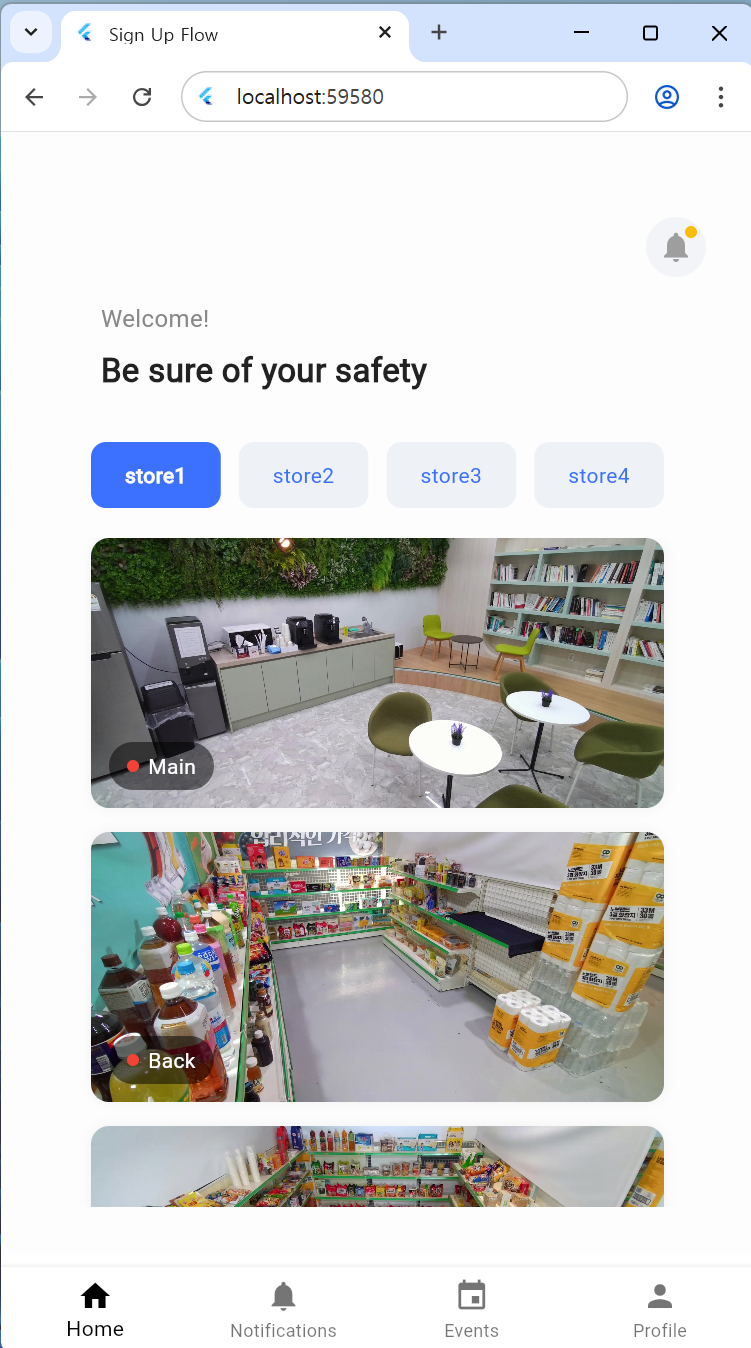 Sign Up Flow
localhost:59580
Welcome!
Be sure of your safety
store1 store2 store3 store4
Main
Back
Home Notifications Events Profile